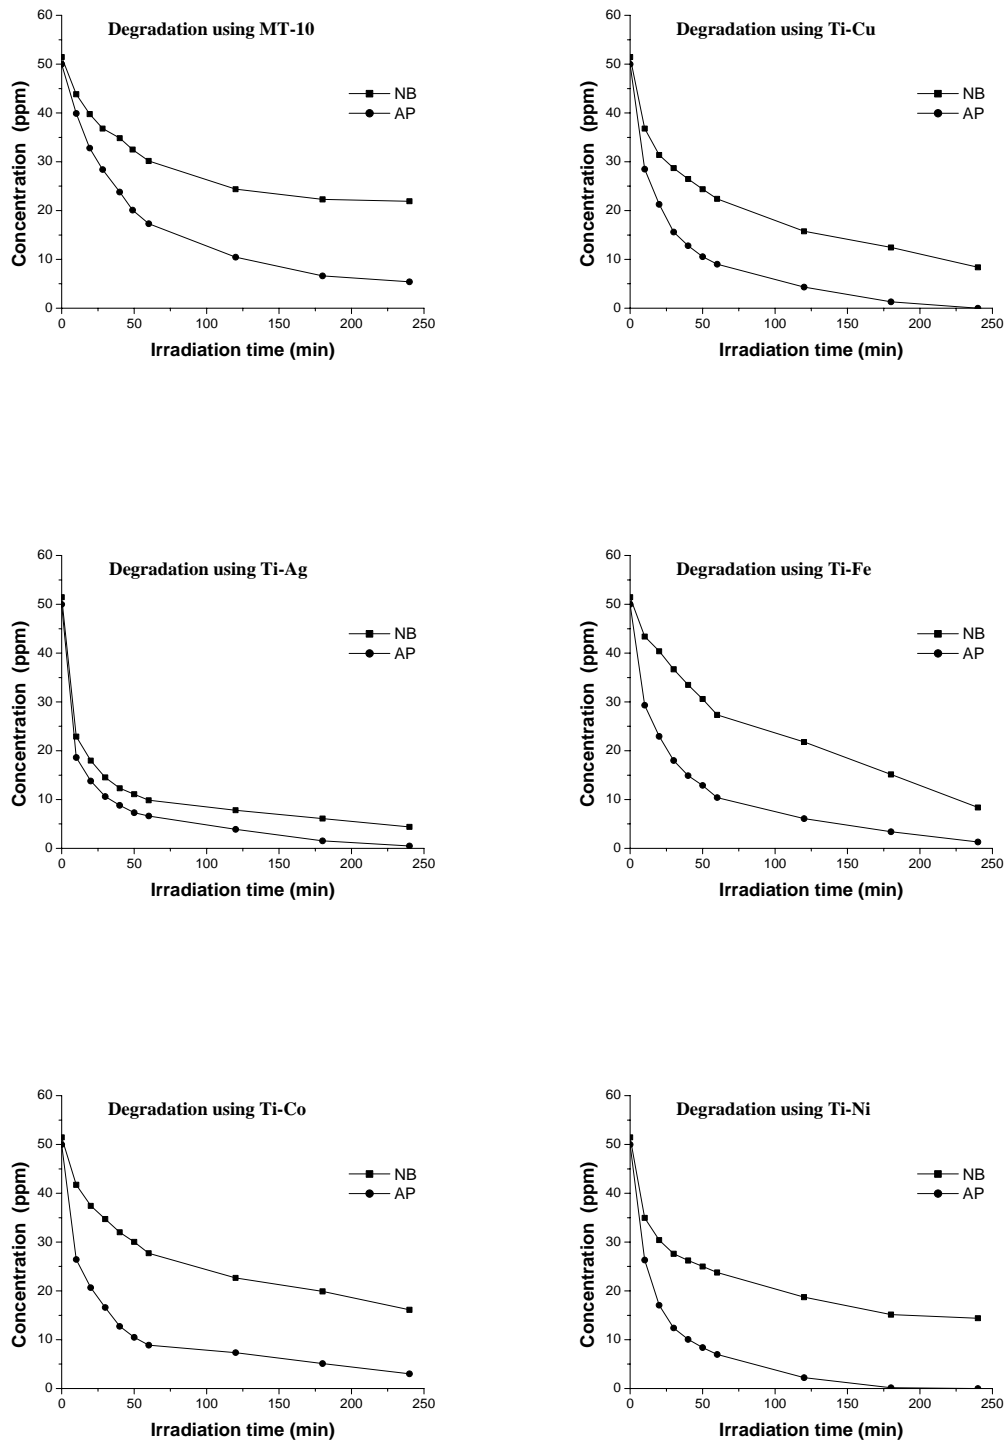 Degradation using MT-10
NB
AP
Concentration (ppm)
60
50
40
30
20
10
0
0 50 100 150 200 250
Irradiation time (min)
Degradation using Ti-Cu
NB
AP
Concentration (ppm)
60
50
40
30
20
10
0
0 50 100 150 200 250
Irradiation time (min)
Degradation using Ti-Ag
NB
AP
Concentration (ppm)
60
50
40
30
20
10
0
0 50 100 150 200 250
Irradiation time (min)
Degradation using Ti-Fe
NB
AP
Concentration (ppm)
60
50
40
30
20
10
0
0 50 100 150 200 250
Irradiation time (min)
Degradation using Ti-Co
NB
AP
Concentration (ppm)
60
50
40
30
20
10
0
0 50 100 150 200 250
Irradiation time (min)
Degradation using Ti-Ni
NB
AP
Concentration (ppm)
60
50
40
30
20
10
0
0 50 100 150 200 250
Irradiation time (min)